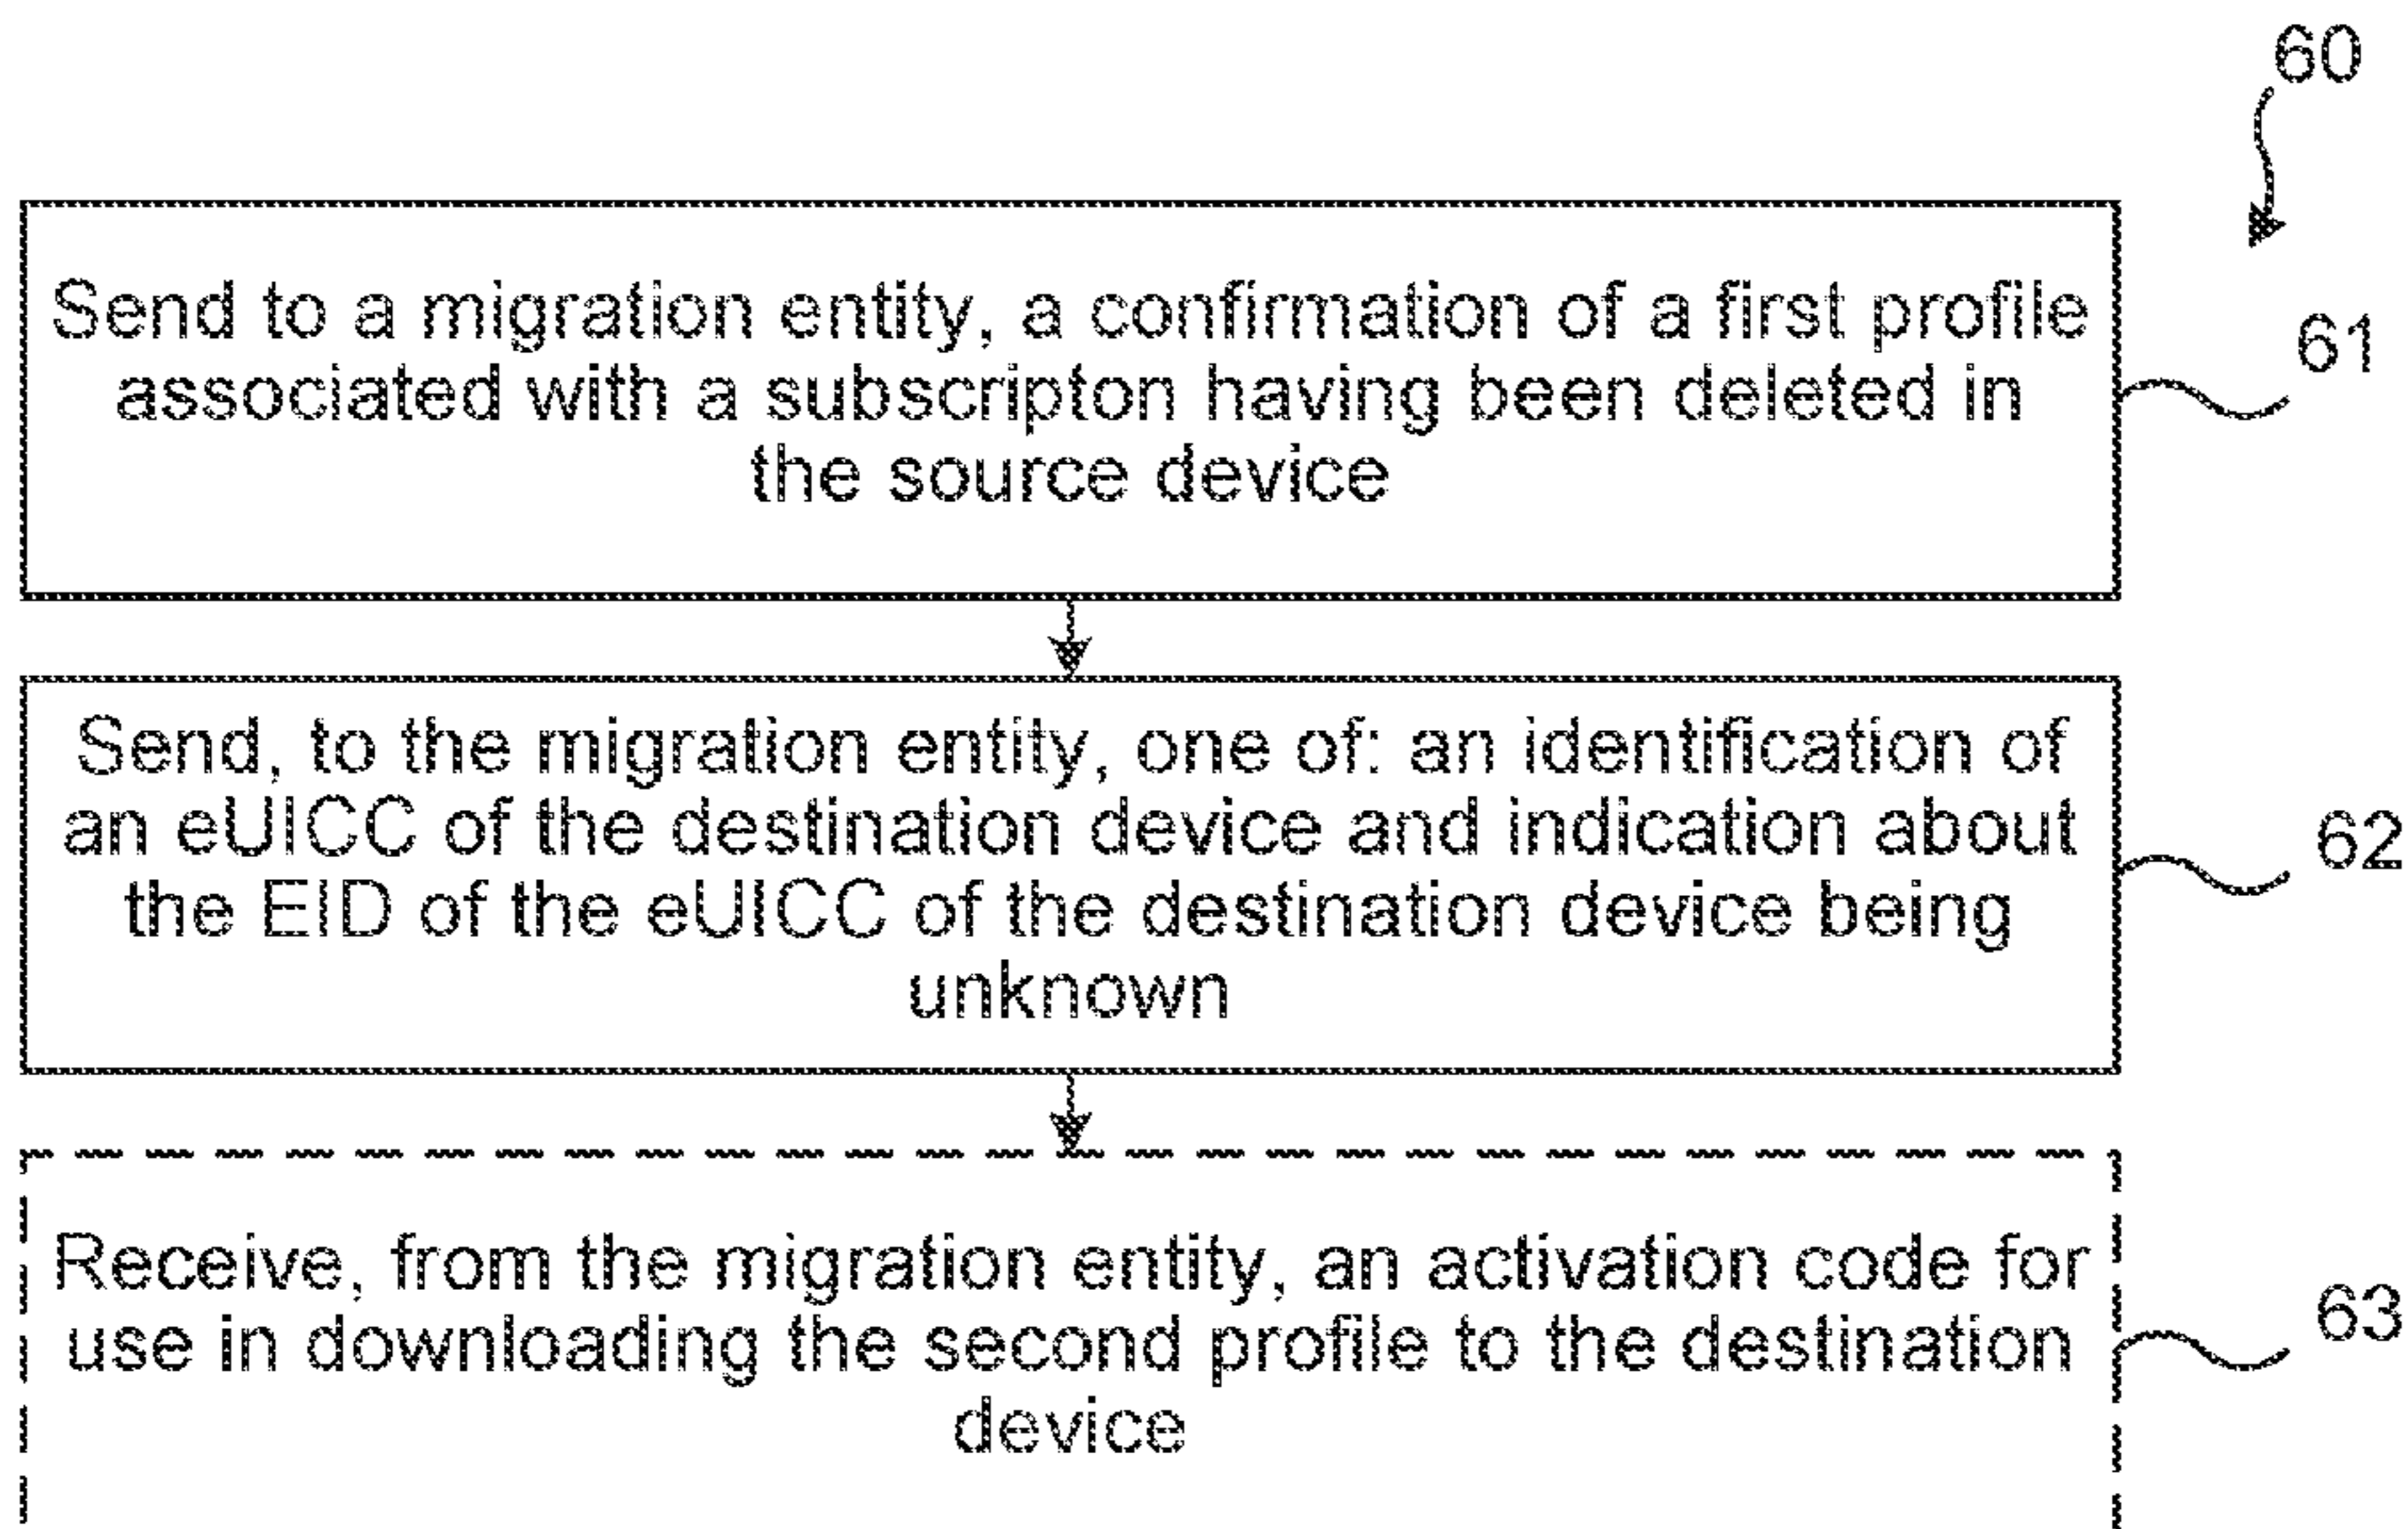 60
Send to a migration entity, a confirmation of a first profile
associated with a subscripton having been deleted in
the source device
61
Send, to the migration entity, one of: an identification of
an eUICC of the destination device and indication about
the EID of the eUICC of the destination device being
unknown
62
Receive, from the migration entity, an activation code for
use in downloading the second profile to the destination
device
63